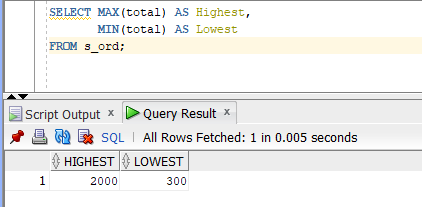 SELECT MAX(total) AS Highest,
MIN(total) AS Lowest
FROM s_ord;
Script Output x Query Result x
SQL | All Rows Fetched: 1 in 0.005 seconds
HIGHEST LOWEST
1 2000 300